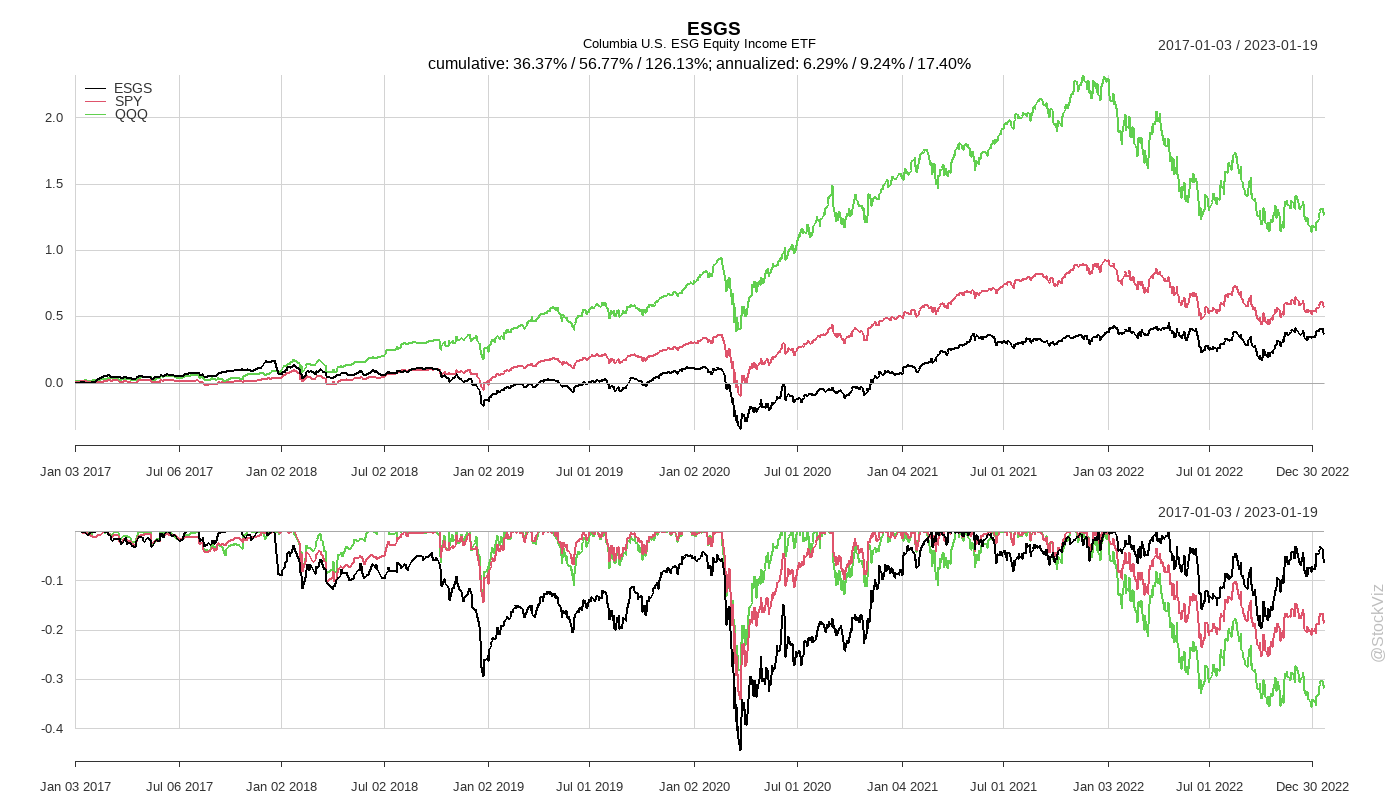 ESGS
Columbia U.S. ESG Equity Income ETF
2017-01-03 / 2023-01-19
cumulative: 36.37% / 56.77% / 126.13%; annualized: 6.29% / 9.24% / 17.40%
ESGS
SPY
QQQ
2.0
1.5
1.0
0.5
0.0
Jan 03 2017 Jul 06 2017 Jan 02 2018 Jul 02 2018 Jan 02 2019 Jul 01 2019 Jan 02 2020 Jul 01 2020 Jan 04 2021 Jul 01 2021 Jan 03 2022 Jul 01 2022 Dec 30 2022
2017-01-03 / 2023-01-19
-0.1
-0.2
-0.3
-0.4
Jan 03 2017 Jul 06 2017 Jan 02 2018 Jul 02 2018 Jan 02 2019 Jul 01 2019 Jan 02 2020 Jul 01 2020 Jan 04 2021 Jul 01 2021 Jan 03 2022 Jul 01 2022 Dec 30 2022
@StockViz